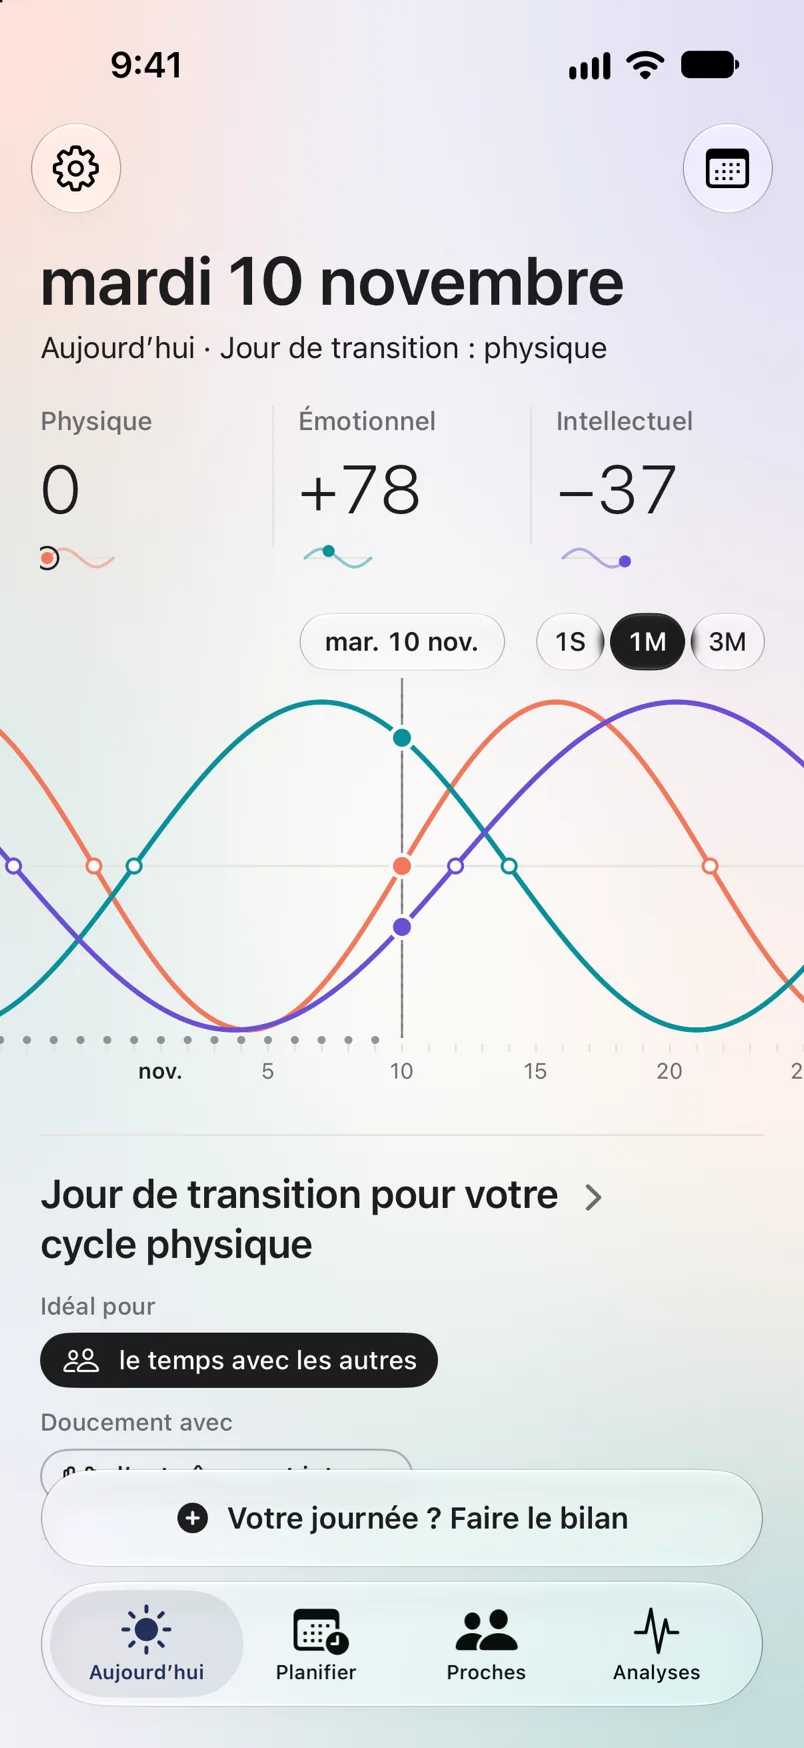 9:41
mardi 10 novembre
Aujourd’hui · Jour de transition : physique
Physique
Émotionnel
Intellectuel
0
+78
−37
mar. 10 nov.
1S
1M
3M
nov.
5
10
15
20
Jour de transition pour votre
cycle physique
Idéal pour
le temps avec les autres
Doucement avec
Votre journée ? Faire le bilan
Aujourd’hui
Planifier
Proches
Analyses